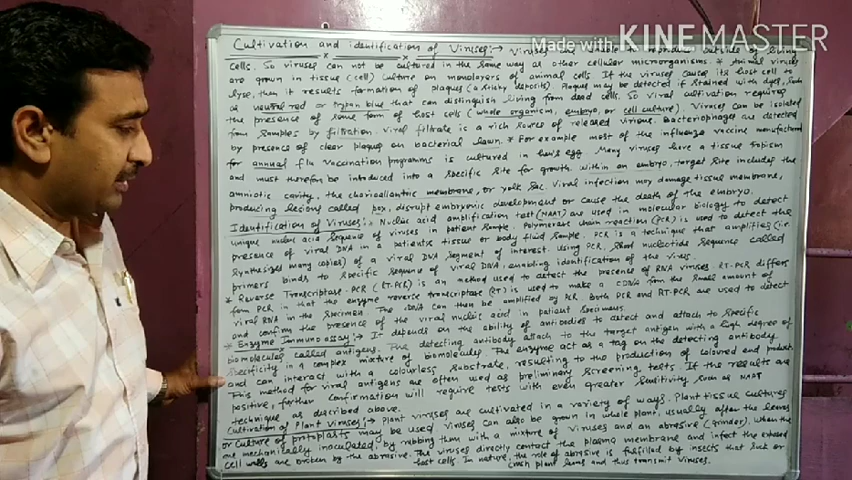 Made with KINEMASTER
Cultivation and identification of Viruses:→ Viruses are unable to reproduce outside of living
cells. So viruses can not be cultured in the same way as other cellular microorganisms. * Animal viruses
are grown in tissue (cell) culture on monolayers of animal cells If the viruses cause its host cell to
lyse, then it results formation of plaques (a sticky deposits) Plaque may be detected if stained with dyes, such
as neutral red or trypan blue that can distinguish living from dead cells. So viral cultivation requires
the presence of some form of host cells (whole organism, embryo, or cell culture). Viruses can be isolated
from samples by filtration. Viral filtrate is a rich source of released virions. Bacteriophages are detected
by presence of clear plaques on bacterial lawn. * For example most of the influenza vaccine manufactured
for annual flu vaccination programms is cultured in hen's egg. Many viruses have a tissue tropism
and must therefore be introduced into a specific site for growth. Within an embryo, target site includes the
amniotic cavity, the chorioallantoic membrane, or yolk sac. Viral infection may damage tissue membrane,
producing lesions called pox, disrupt embryonic development or cause the death of the embryo.
Identification of Viruses:- Nucleic acid amplification test (NAAT) are used in molecular biology to detect
unique nucleic acid sequence of viruses in patient sample. Polymerase chain reaction (PCR) is used to detect the
presence of viral DNA in a patients tissue or body fluid sample. PCR is a technique that amplifies (i.e.
synthesizes many copies) of a viral DNA segment of interest using PCR, short nucleotide sequence called
primers binds to specific sequence of viral DNA, enabling identification of the virus.
* Reverse Transcriptase-PCR (RT-PCR) is an method used to detect the presence of RNA viruses. RT-PCR differs
from PCR in that the enzyme reverse transcriptase (RT) is used to make a cDNA from the small amount of
viral RNA in the specimen. The cDNA can then be amplified by PCR both PCR and RT-PCR are used to detect
and confirm the presence of the viral nucleic acid in patient specimens.
* Enzyme Immunoassay:→ It depends on the ability of antibodies to detect and attach to specific
biomolecules called antigens. The detecting antibody attach to the target antigen with a high degree of
specificity in a complex mixture of biomolecules. The enzyme act as a tag on the detecting antibody
and can interact with a colourless substrate, resulting to the production of coloured end products.
This method for viral antigens are often used as preliminary screening tests. If the results are
positive, further confirmation will require tests with even greater sensitivity such as NAAT
technique as discribed above.
Cultivation of Plant Viruses:→ Plant viruses are cultivated in a variety of ways. Plant tissue cultures
or culture of protoplasts may be used Viruses can also be grown in whole plant, usually after the leaves
are mechanically inoculated by rubbing them with a mixture of viruses and an abrasive (grinder). When the
cell walls are broken by the abrasive. The viruses directly contact the plasma membrane and infect the exposed
host cells. In nature, the role of abrasive is fulfilled by insects that suck or
crush plant leaves and thus transmit viruses.